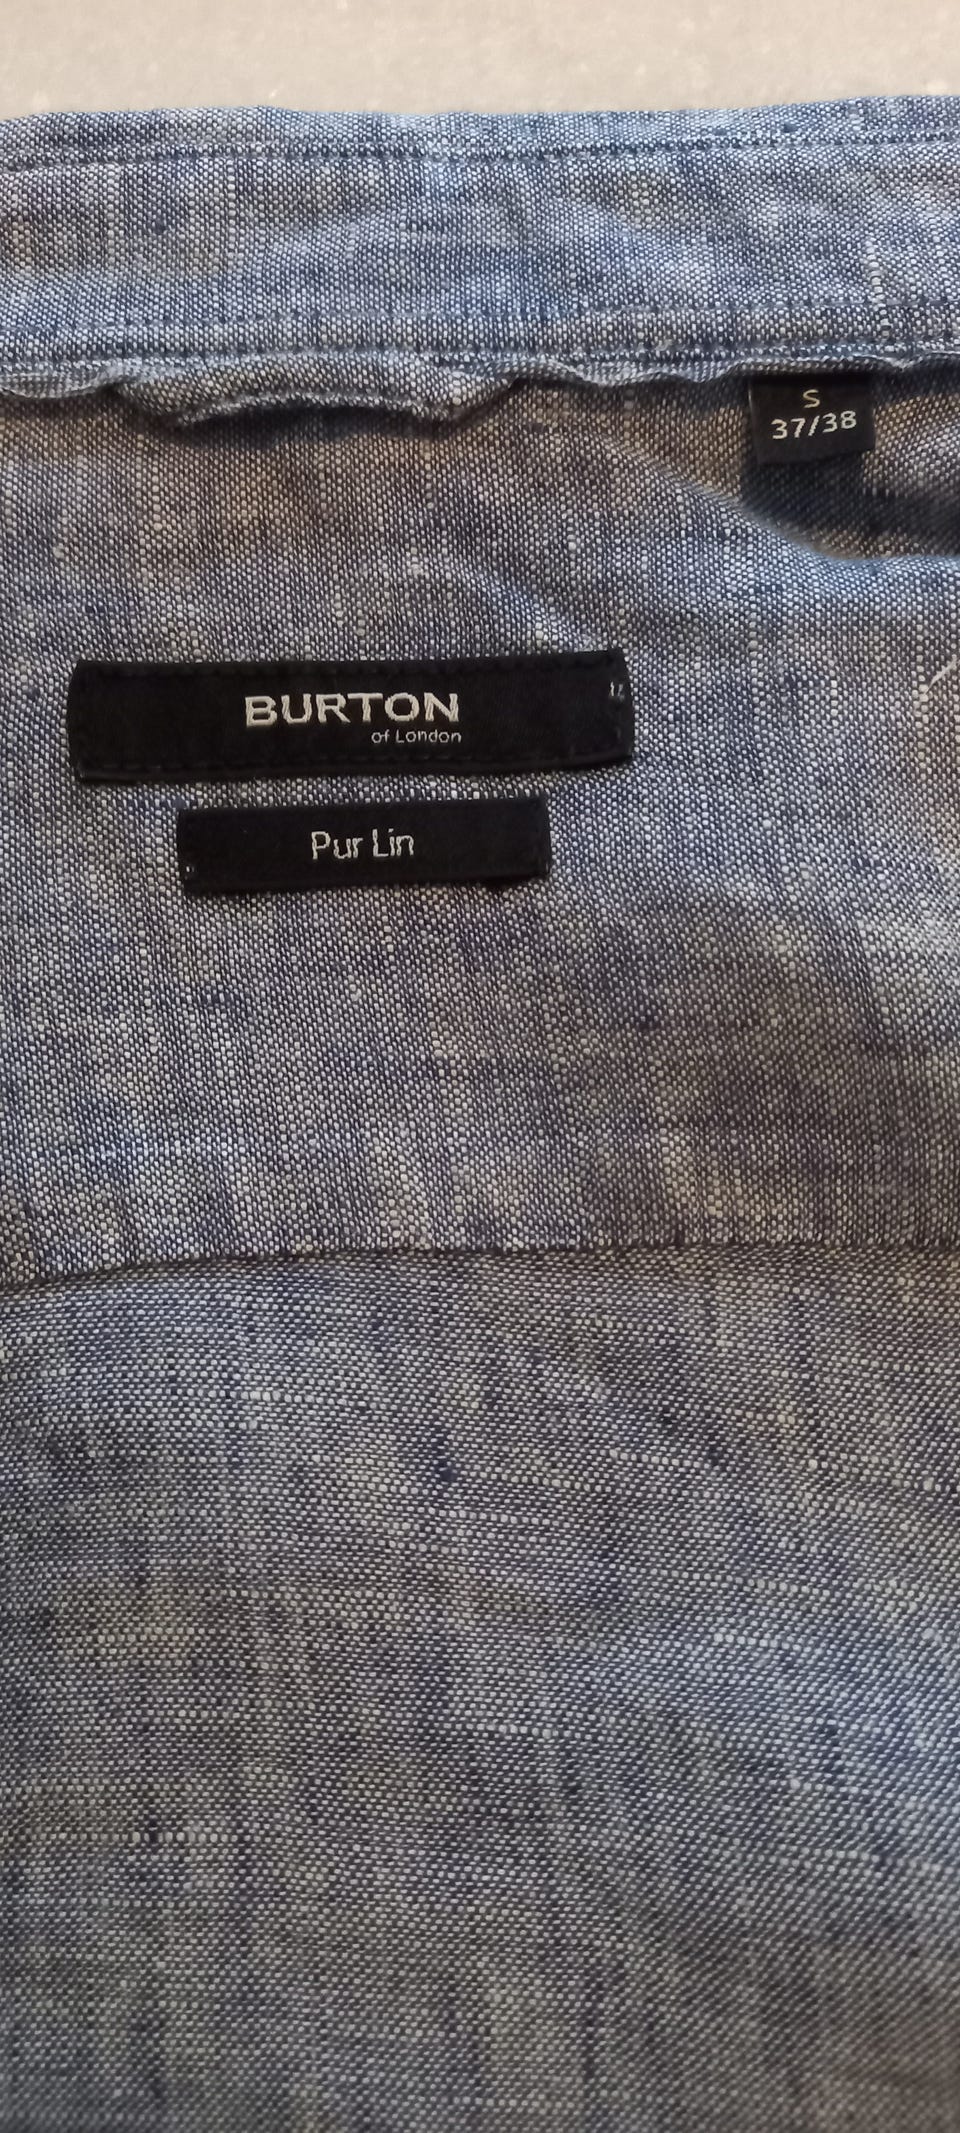 S
37/38
BURTON
of London
Pur Lin